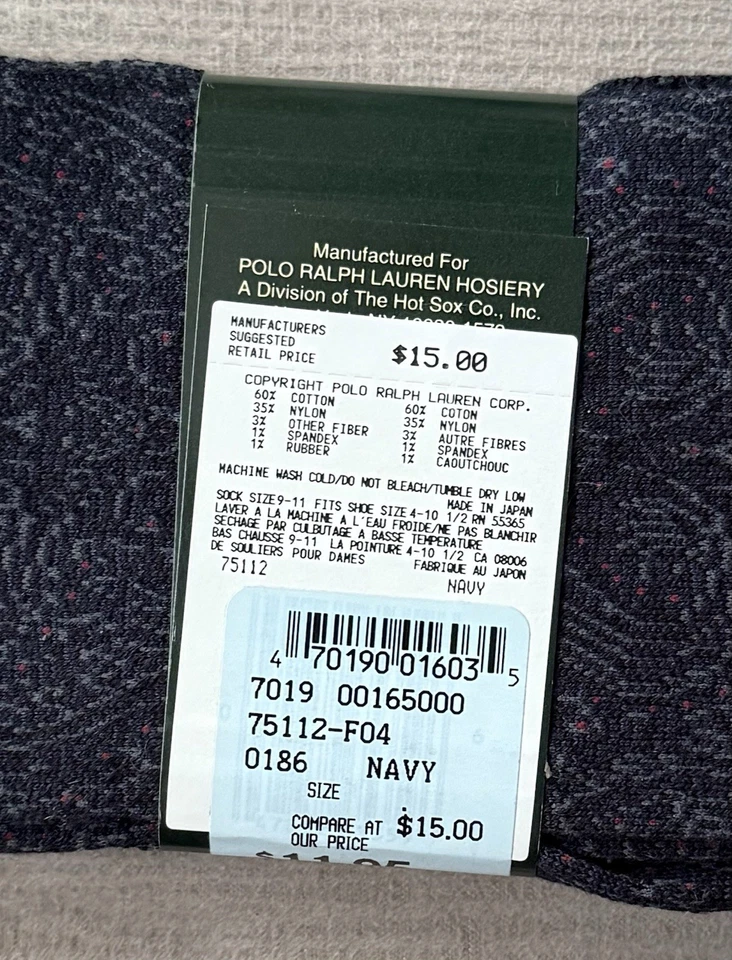 Manufactured For
POLO RALPH LAUREN HOSIERY
A Division of The Hot Sox Co., Inc.
MANUFACTURERS
SUGGESTED
RETAIL PRICE $15.00
COPYRIGHT POLO RALPH LAUREN CORP.
60% COTTON 60% COTON
35% NYLON 35% NYLON
3% OTHER FIBER 3% AUTRE FIBRES
1% SPANDEX 1% SPANDEX
1% RUBBER 1% CAOUTCHOUC
MACHINE WASH COLD/DO NOT BLEACH/TUMBLE DRY LOW
MADE IN JAPAN
SOCK SIZE 9-11 FITS SHOE SIZE 4-10 1/2 RN 55365
LAVER A LA MACHINE A L'EAU FROIDE/NE PAS BLANCHIR
SECHAGE PAR CULBUTAGE A BASSE TEMPERATURE
BAS CHAUSSE 9-11 LA POINTURE 4-10 1/2 CA 08006
DE SOULIERS POUR DAMES FABRIQUE AU JAPON
75112 NAVY
4 70190 01603 5
7019 00165000
75112-F04
0186 NAVY
SIZE
COMPARE AT $15.00
OUR PRICE